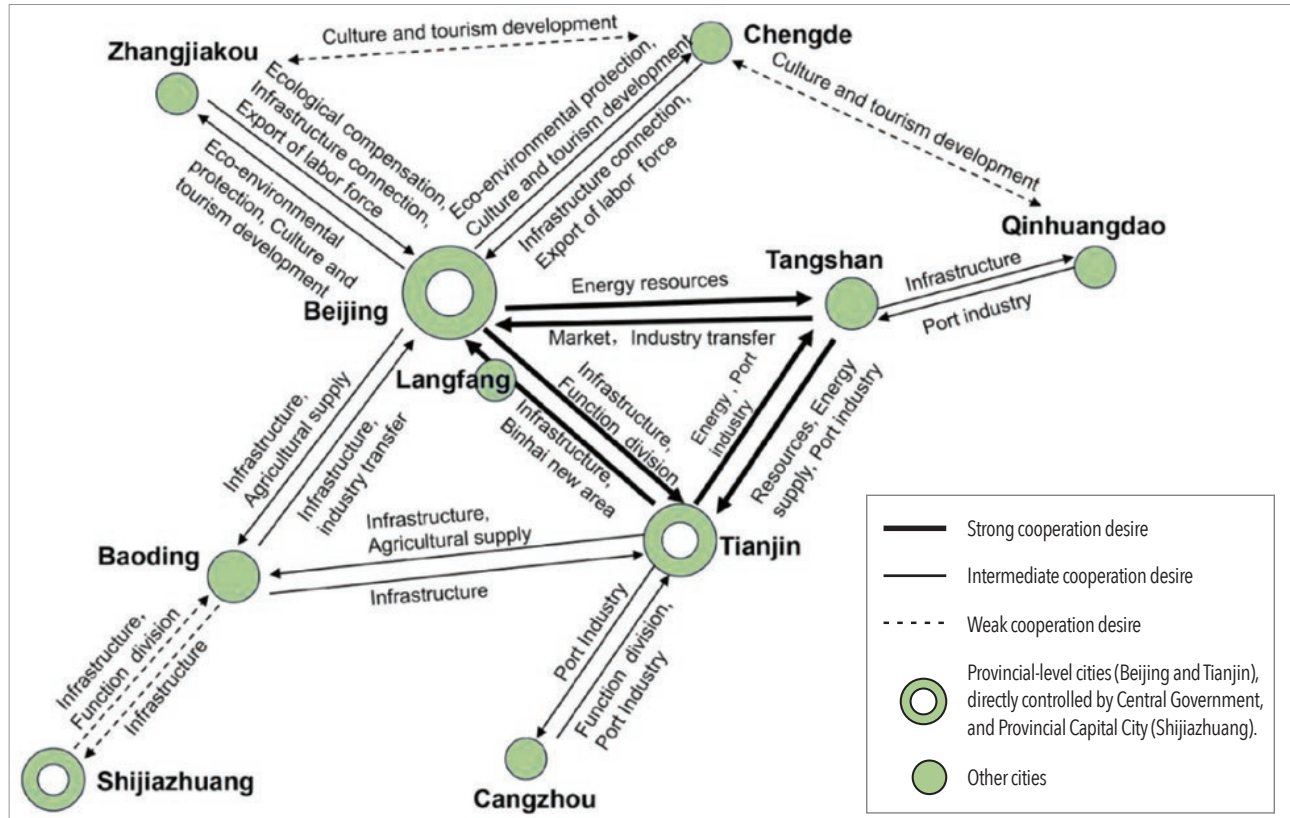 Culture and tourism development
Chengde
Zhangjiakou
Ecological compensation,
Infrastructure connection,
Export of labor force
Eco-environmental
protection, Culture and
tourism development
Eco-environmental protection,
Culture and tourism development
Infrastructure connection,
Export of labor force
Culture and tourism development
Qinhuangdao
Tangshan
Infrastructure
Port industry
Beijing
Energy resources
Market, Industry transfer
Langfang
Infrastructure,
Function division
Infrastructure,
Binhai new area
Energy, Port
industry
Resources, Energy
supply, Port industry
Infrastructure,
Agricultural supply
Infrastructure,
industry transfer
Baoding
Infrastructure,
Agricultural supply
Infrastructure
Tianjin
Infrastructure,
Function division
Infrastructure
Port Industry
Function division,
Port Industry
Shijiazhuang
Cangzhou
Strong cooperation desire
Intermediate cooperation desire
Weak cooperation desire
Provincial-level cities (Beijing and Tianjin),
directly controlled by Central Government,
and Provincial Capital City (Shijiazhuang).
Other cities